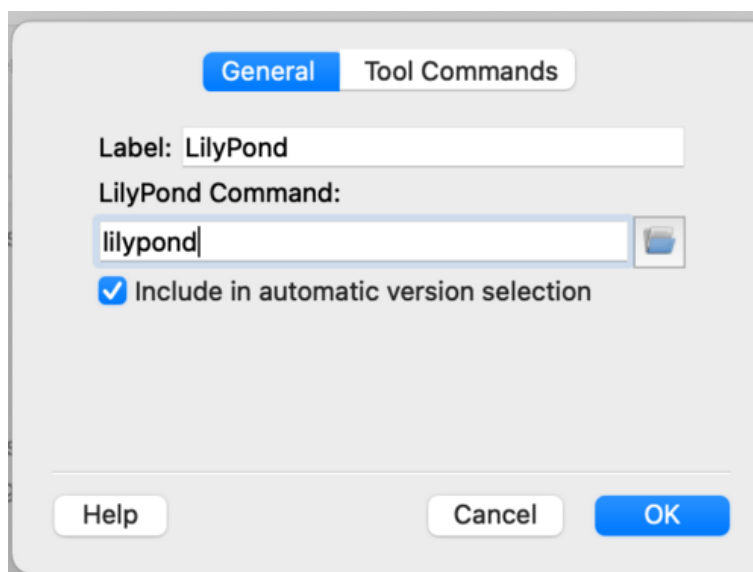 General Tool Commands
Label: LilyPond
LilyPond Command:
lilypond
Include in automatic version selection
Help Cancel OK